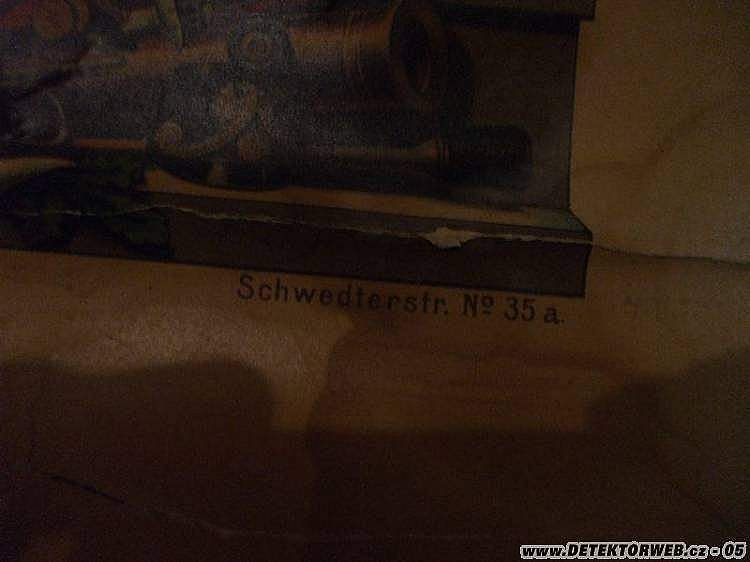 Schwedterstr. Nº 35 a.
www.DETEKTORWEB.cz - 05